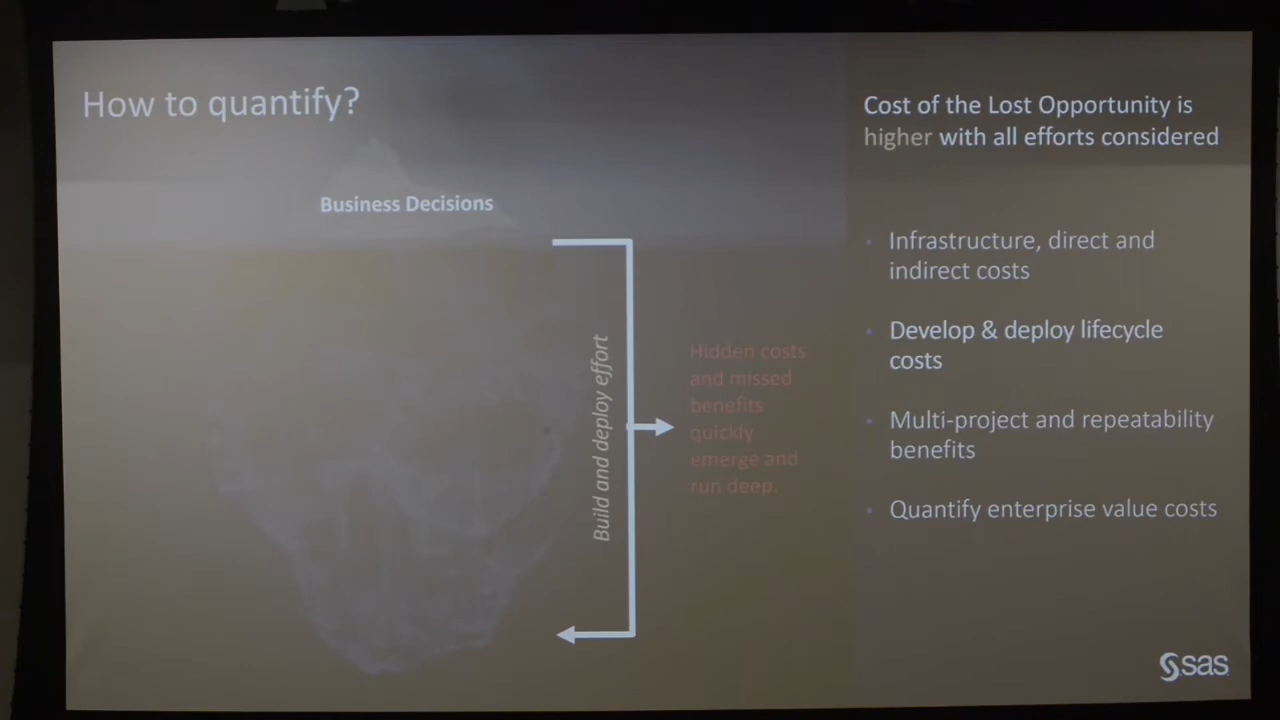 How to quantify?
Business Decisions
Build and deploy effort
Hidden costs
and missed
benefits
quickly
emerge and
run deep.
Cost of the Lost Opportunity is
higher with all efforts considered
Infrastructure, direct and
indirect costs
Develop & deploy lifecycle
costs
Multi-project and repeatability
benefits
Quantify enterprise value costs
sas